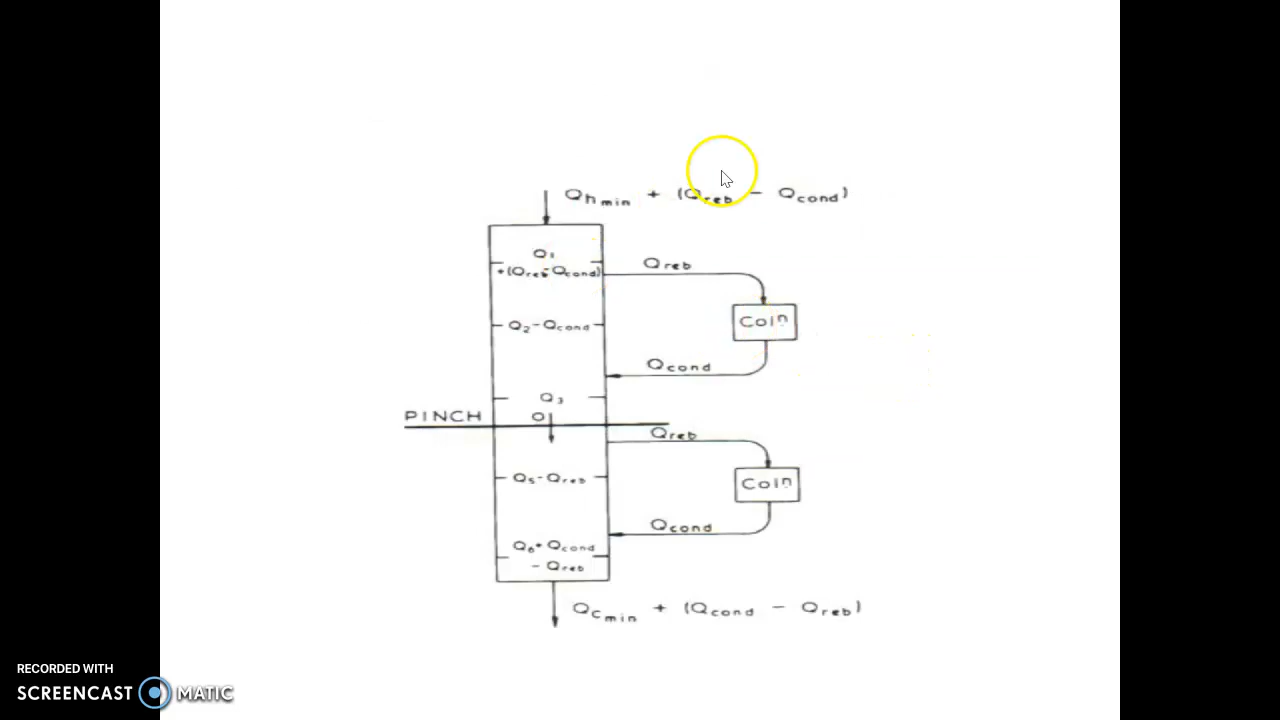 Qhmin + (Qreb - Qcond)
Q1
+(Qreb-Qcond)
Qreb
Coln
Q2-Qcond
Qcond
Q3
PINCH
O
Qreb
Q5-Qreb
Coln
Qcond
Q6+Qcond
- Qreb
Qcmin + (Qcond - Qreb)
RECORDED WITH
SCREENCAST MATIC